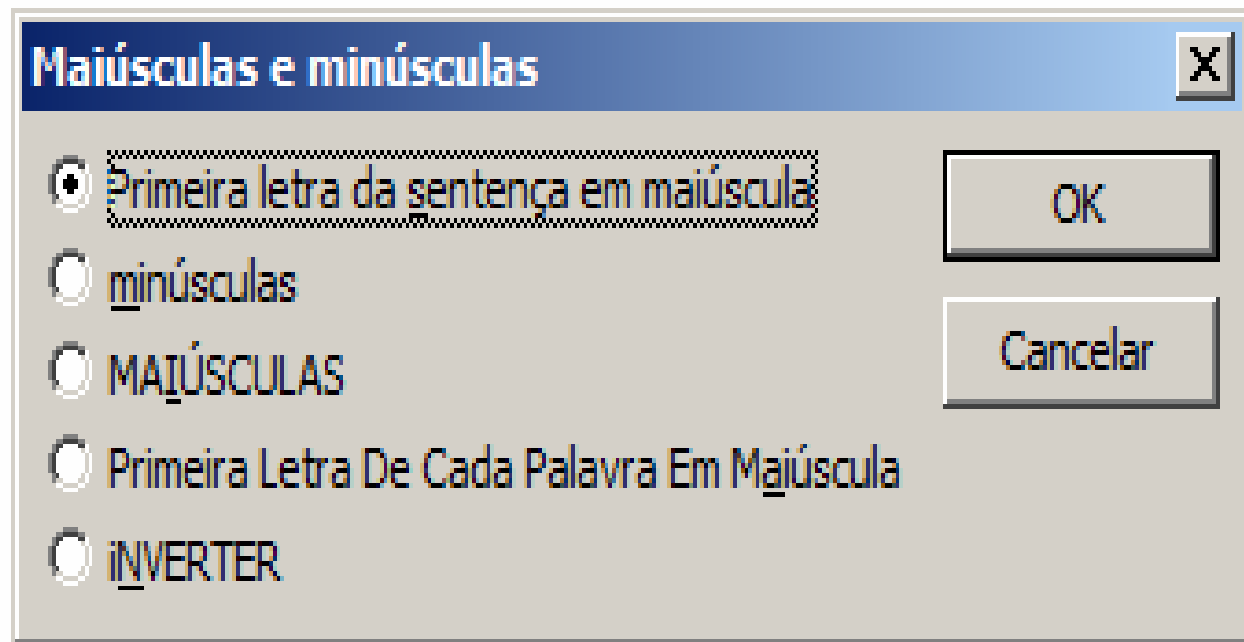 Maiúsculas e minúsculas
Primeira letra da sentença em maiúscula
OK
minúsculas
MAIÚSCULAS
Cancelar
Primeira Letra De Cada Palavra Em Maiúscula
iNVERTER